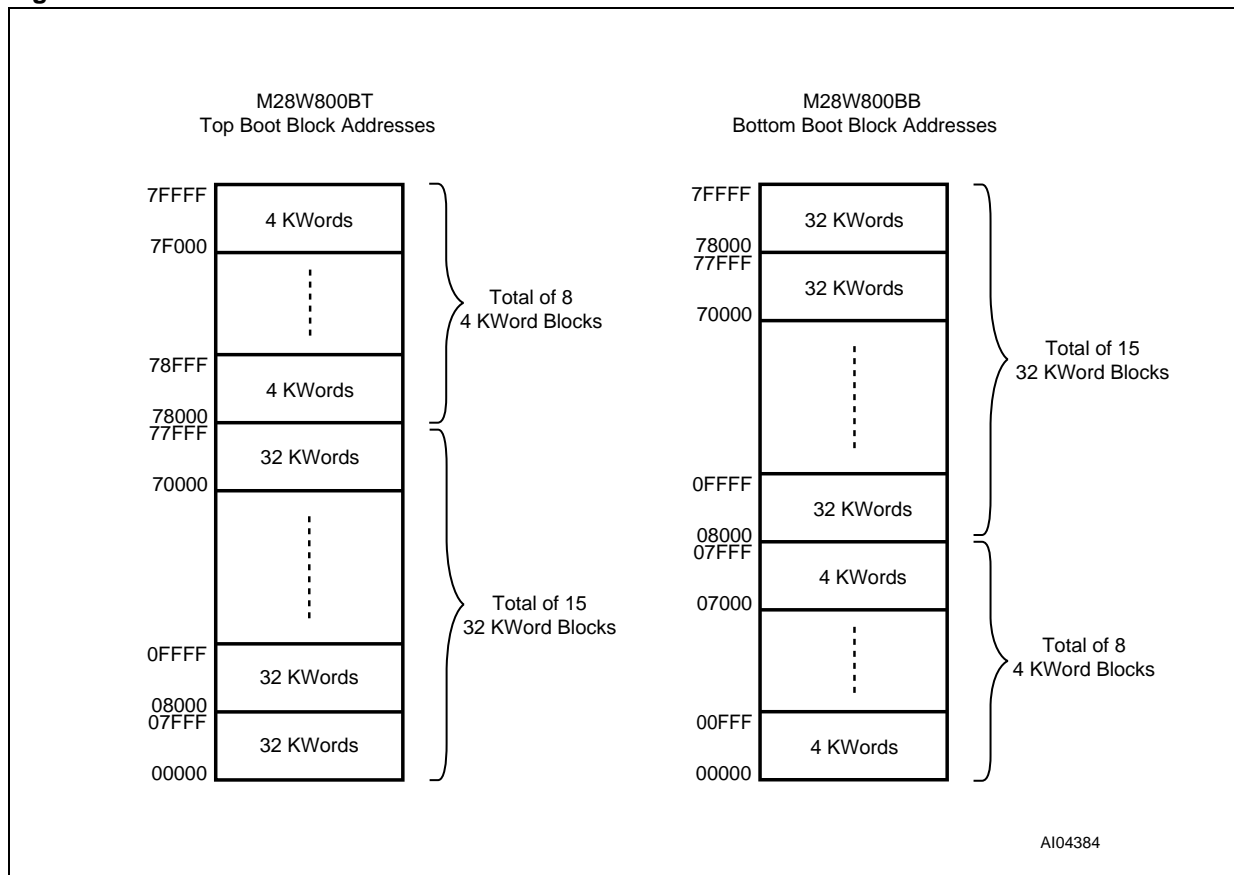 M28W800BT
Top Boot Block Addresses
7FFFF
4 KWords
7F000
Total of 8
4 KWord Blocks
78FFF
4 KWords
78000
77FFF
32 KWords
70000
Total of 15
32 KWord Blocks
0FFFF
32 KWords
08000
07FFF
32 KWords
00000
M28W800BB
Bottom Boot Block Addresses
7FFFF
32 KWords
78000
77FFF
32 KWords
70000
Total of 15
32 KWord Blocks
0FFFF
32 KWords
08000
07FFF
4 KWords
07000
Total of 8
4 KWord Blocks
00FFF
4 KWords
00000
AI04384